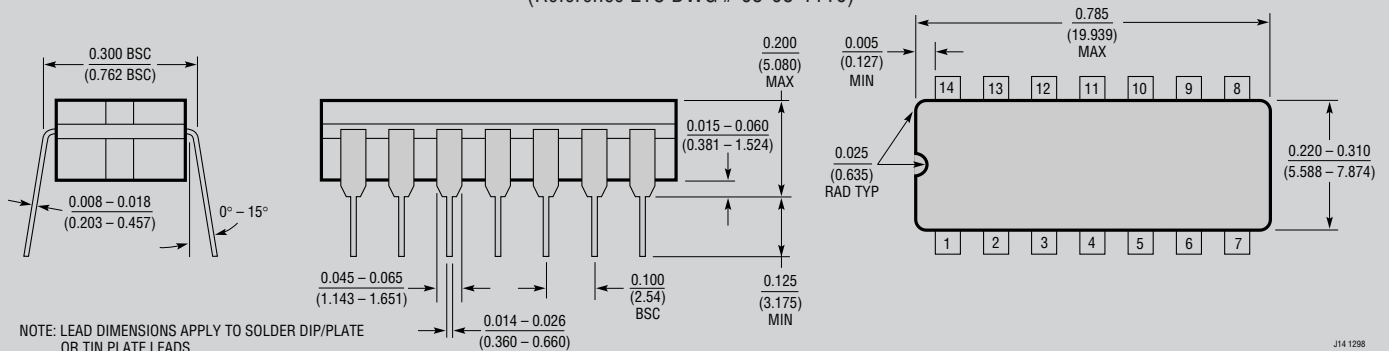 0.300 BSC
(0.762 BSC)
0.008 – 0.018
(0.203 – 0.457)
0° – 15°
0.200
(5.080)
MAX
0.015 – 0.060
(0.381 – 1.524)
0.045 – 0.065
(1.143 – 1.651)
0.014 – 0.026
(0.360 – 0.660)
0.100
(2.54)
BSC
0.125
(3.175)
MIN
0.005
(0.127)
MIN
0.785
(19.939)
MAX
14 13 12 11 10 9 8
0.025
(0.635)
RAD TYP
0.220 – 0.310
(5.588 – 7.874)
1 2 3 4 5 6 7
NOTE: LEAD DIMENSIONS APPLY TO SOLDER DIP/PLATE
OR TIN PLATE LEADS
J14 1298